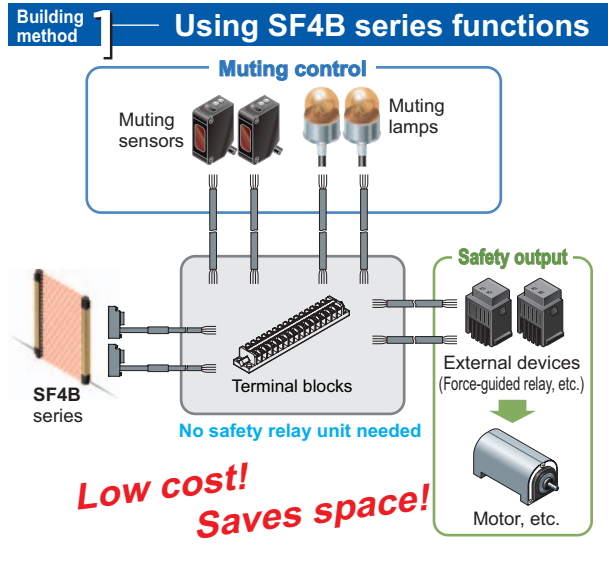 Building
method
1
Using SF4B series functions
Muting control
Muting
sensors
Muting
lamps
Safety output
SF4B
series
Terminal blocks
No safety relay unit needed
External devices
(Force-guided relay, etc.)
Motor, etc.
Low cost!
Saves space!